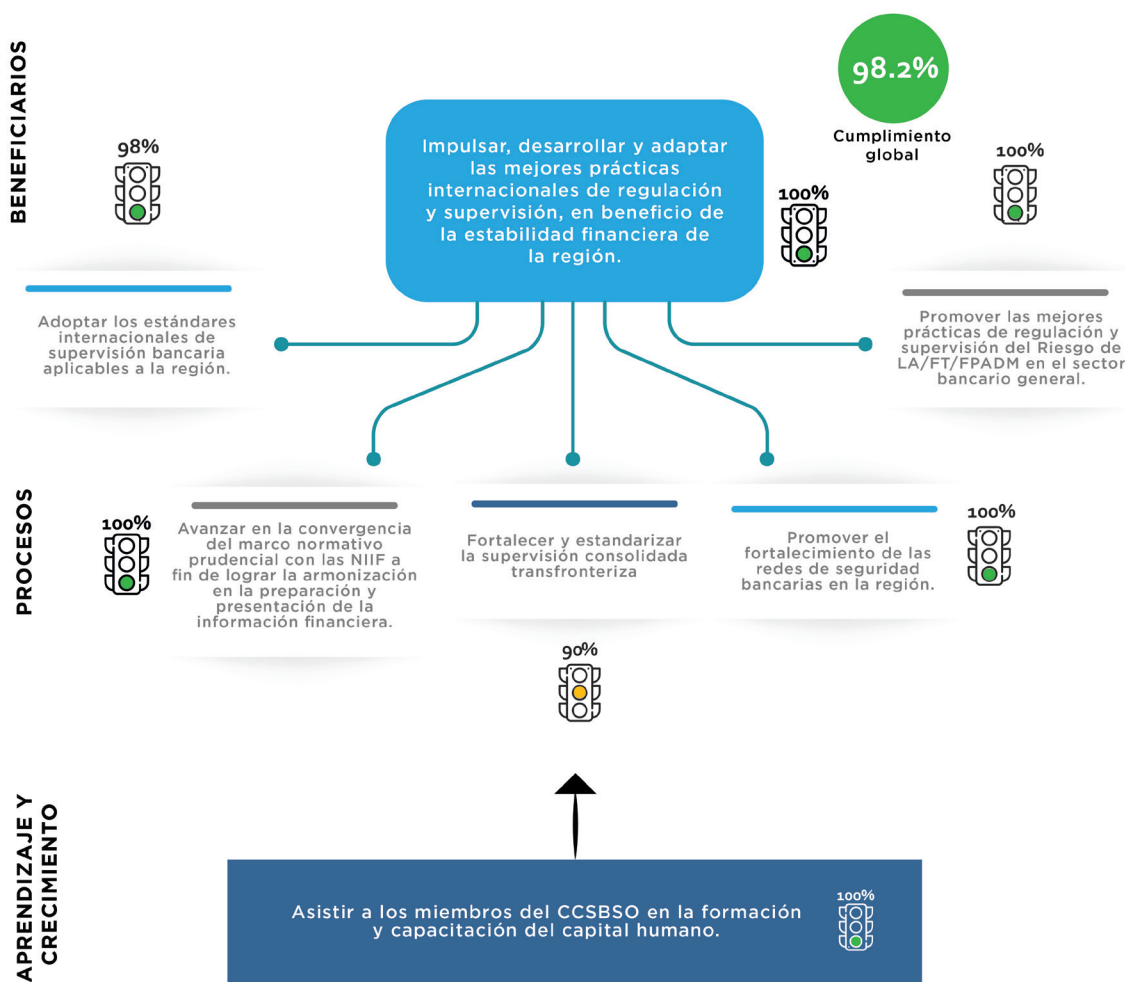 BENEFICIARIOS
98.2%
Cumplimiento
global
98%
Impulsar, desarrollar y adaptar
las mejores prácticas
internacionales de regulación
y supervisión, en beneficio de
la estabilidad financiera de
la región.
100%
100%
Adoptar los estándares
internacionales de
supervisión bancaria
aplicables a la región.
Promover las mejores
prácticas de regulación y
supervisión del Riesgo de
LA/FT/FPADM en el sector
bancario general.
PROCESOS
100%
Avanzar en la convergencia
del marco normativo
prudencial con las NIIF a
fin de lograr la armonización
en la preparación y
presentación de la
información financiera.
Fortalecer y estandarizar
la supervisión consolidada
transfronteriza
90%
Promover el
fortalecimiento de las
redes de seguridad
bancarias en la región.
100%
APRENDIZAJE Y
CRECIMIENTO
Asistir a los miembros del CCSBSO en la formación
y capacitación del capital humano.
100%